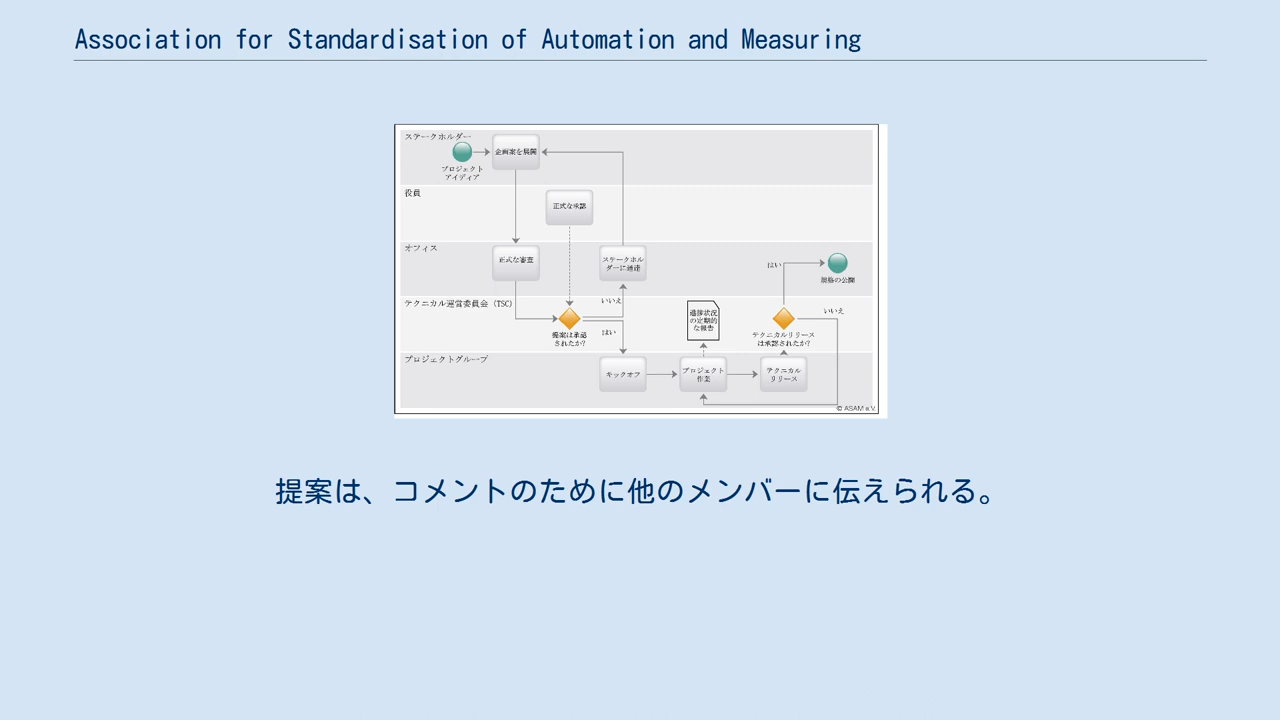 Association for Standardisation of Automation and Measuring
ステークホルダー
企画案を展開
プロジェクト
アイディア
役員
正式な承認
オフィス
正式な審査
ステークホル
ダーに通達
はい
規格の公開
テクニカル運営委員会 (TSC)
いいえ
提案は承認
されたか?
はい
進捗状況
の定期的
な報告
いいえ
テクニカルリリース
は承認されたか?
プロジェクトグループ
キックオフ
プロジェクト
作業
テクニカル
リリース
© ASAM e.V.
提案は、コメントのために他のメンバーに伝えられる。